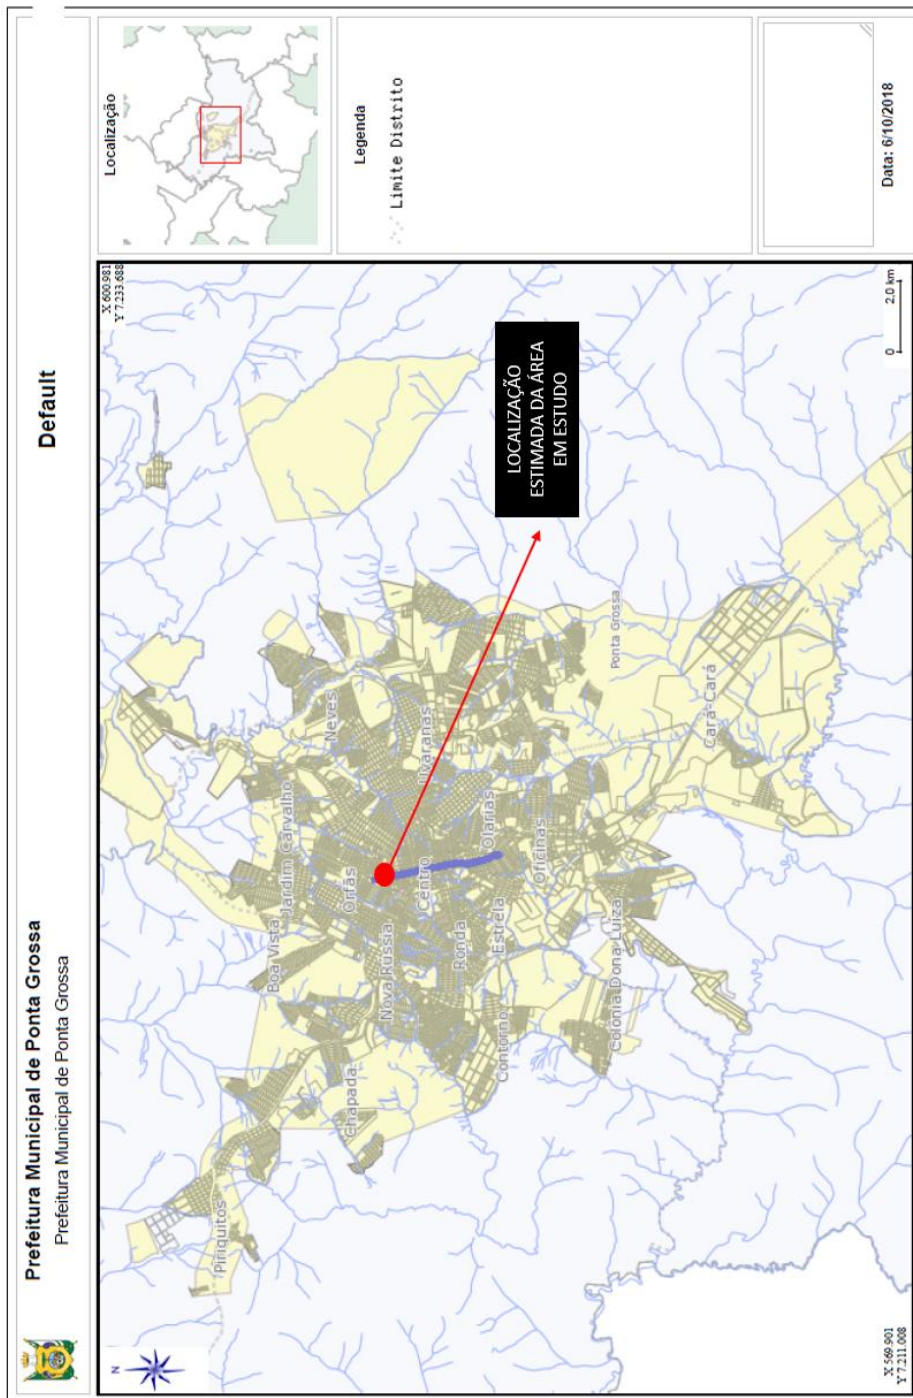 Prefeitura Municipal de Ponta Grossa
Prefeitura Municipal de Ponta Grossa
Default
N
X 600.981
Y 7.233.688
Piriquitos
Boa Vista
Jardim Carvalho
Neves
Chapada
Órfãs
Nova Rússia
Centro
Uvaranas
Ronda
Contorno
Estrela
Olarias
Oficinas
Colônia Dona Luiza
Ponta Grossa
Cará-Cará
LOCALIZAÇÃO
ESTIMADA DA ÁREA
EM ESTUDO
X 569.901
Y 7.211.008
0 2.0 km
Localização
Legenda
Limite Distrito
Data: 6/10/2018